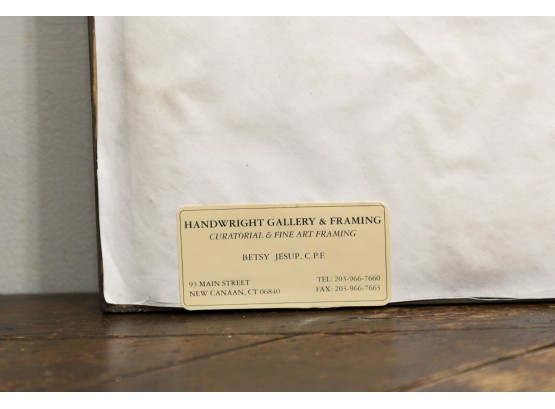 HANDWRIGHT GALLERY & FRAMING
CURATORIAL & FINE ART FRAMING
BETSY JESUP, C.P.F.
93 MAIN STREET TEL: 203-966-7660
NEW CANAAN, CT 06840 FAX: 203-966-7663